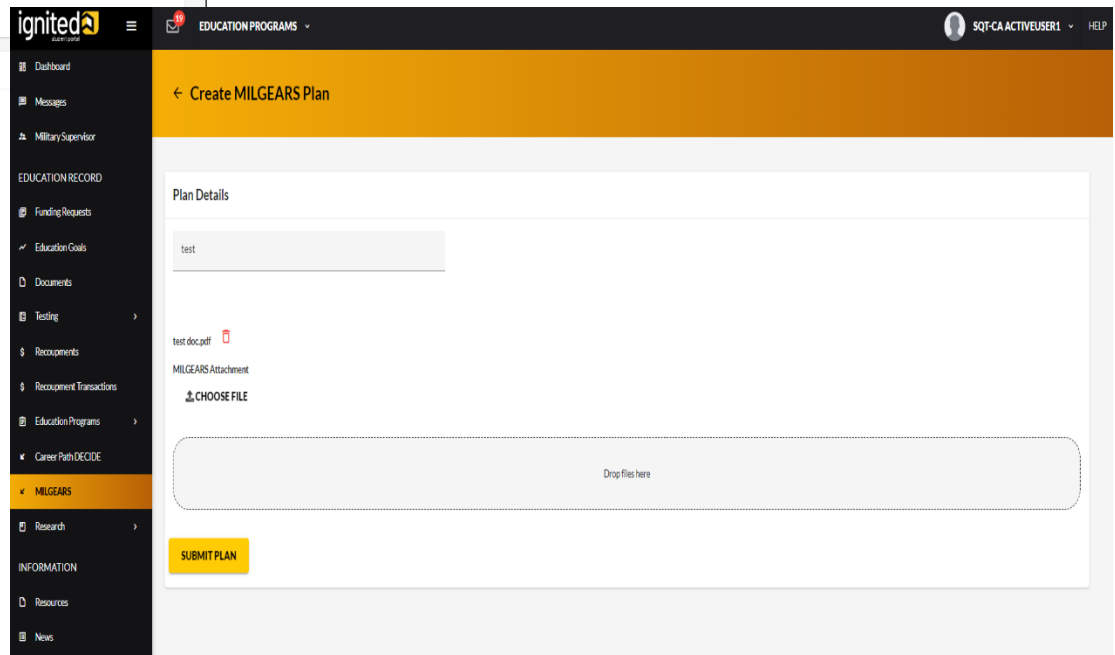 ignited
student portal
19
EDUCATION PROGRAMS
SQT-CA ACTIVEUSER1
HELP
Dashboard
Messages
Military Supervisor
EDUCATION RECORD
Funding Requests
Education Goals
Documents
Testing
Recoupments
Recoupment Transactions
Education Programs
Career Path DECIDE
MILGEARS
Research
INFORMATION
Resources
News
Create MILGEARS Plan
Plan Details
test
test doc.pdf
MILGEARS Attachment
CHOOSE FILE
Drop files here
SUBMIT PLAN